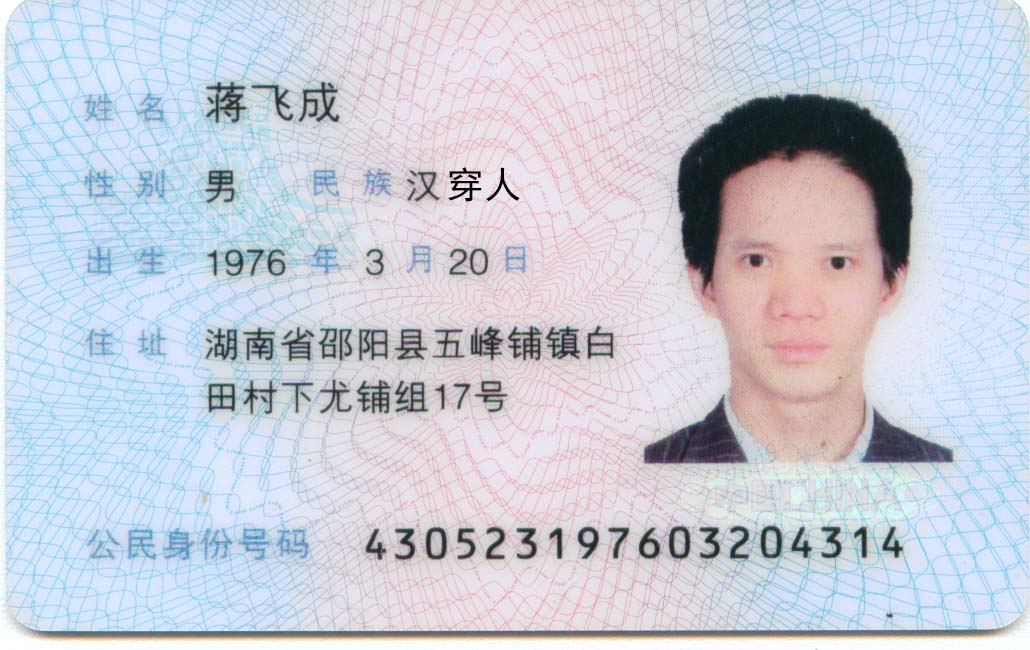 姓名 蒋飞成
性别 男 民族 汉穿人
出生 1976 年 3 月 20 日
住址 湖南省邵阳县五峰铺镇白
田村下尤铺组17号
公民身份号码 430523197603204314